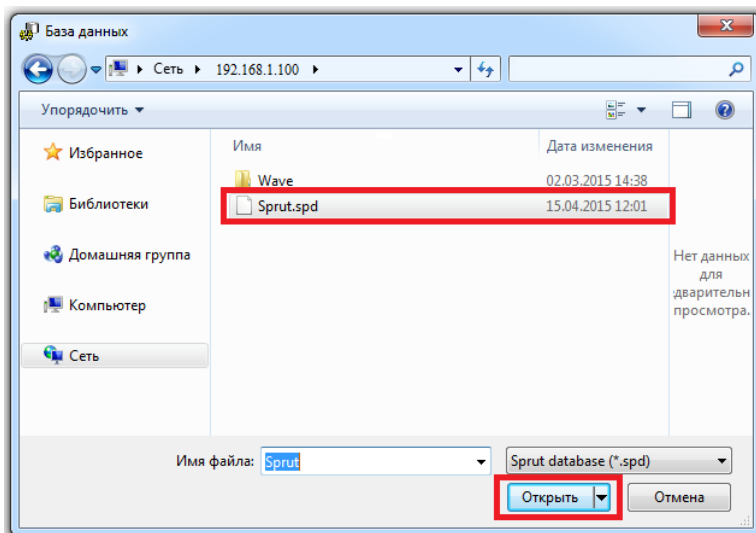 База данных
Сеть 192.168.1.100
Упорядочить
Имя Дата изменения
Избранное
Wave 02.03.2015 14:38
Библиотеки
Sprut.spd 15.04.2015 12:01
Домашняя группа
Компьютер
Сеть
Нет данных
для
дварительн
просмотра.
Имя файла: Sprut Sprut database (*.spd)
Открыть Отмена